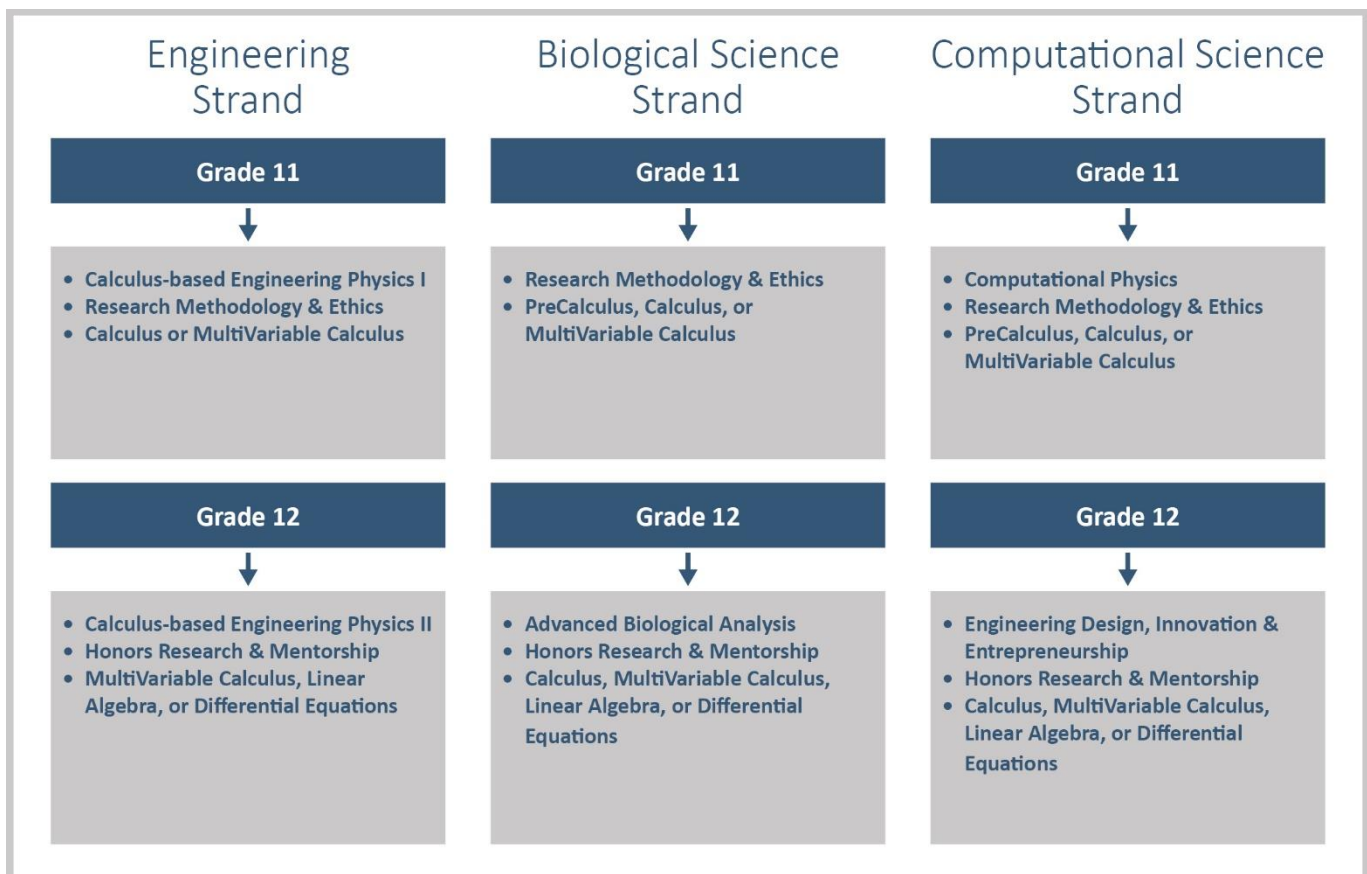 Engineering
Strand
Grade 11
• Calculus-based Engineering Physics I
• Research Methodology & Ethics
• Calculus or MultiVariable Calculus
Grade 12
• Calculus-based Engineering Physics II
• Honors Research & Mentorship
• MultiVariable Calculus, Linear
Algebra, or Differential Equations
Biological Science
Strand
Grade 11
• Research Methodology & Ethics
• PreCalculus, Calculus, or
MultiVariable Calculus
Grade 12
• Advanced Biological Analysis
• Honors Research & Mentorship
• Calculus, MultiVariable Calculus,
Linear Algebra, or Differential
Equations
Computational Science
Strand
Grade 11
• Computational Physics
• Research Methodology & Ethics
• PreCalculus, Calculus, or
MultiVariable Calculus
Grade 12
• Engineering Design, Innovation &
Entrepreneurship
• Honors Research & Mentorship
• Calculus, MultiVariable Calculus,
Linear Algebra, or Differential
Equations